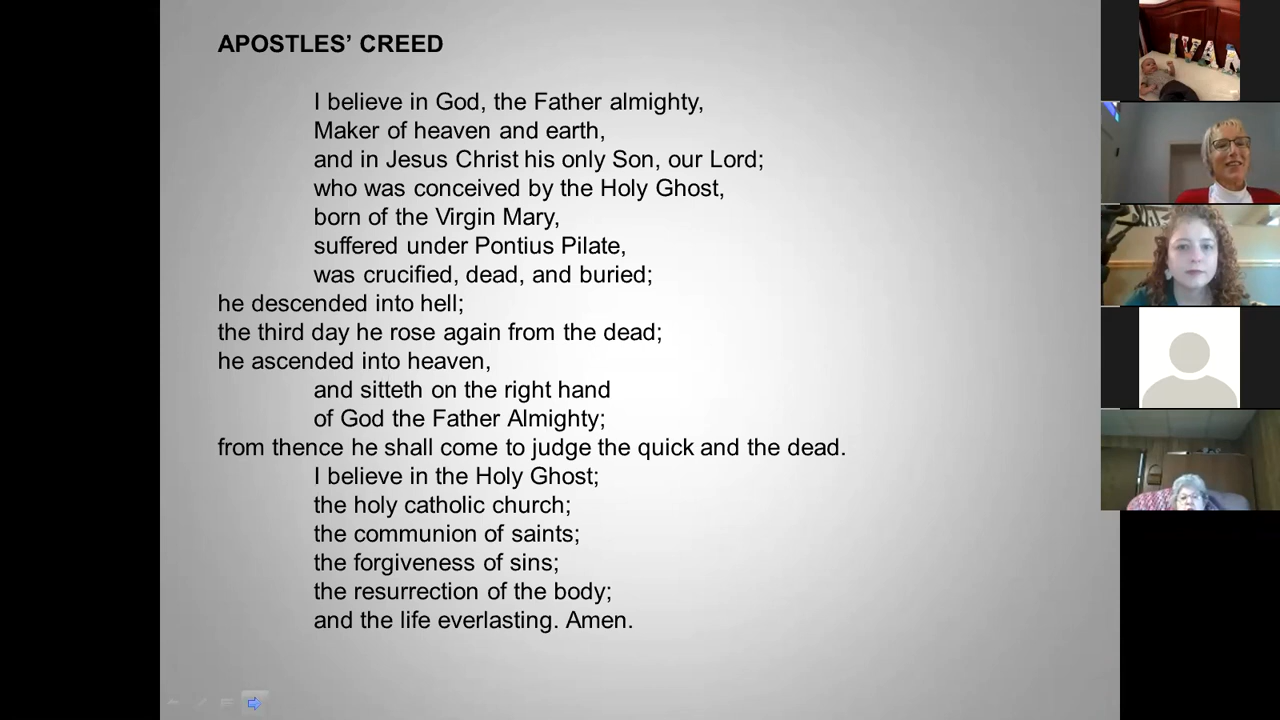 APOSTLES’ CREED
I believe in God, the Father almighty,
Maker of heaven and earth,
and in Jesus Christ his only Son, our Lord;
who was conceived by the Holy Ghost,
born of the Virgin Mary,
suffered under Pontius Pilate,
was crucified, dead, and buried;
he descended into hell;
the third day he rose again from the dead;
he ascended into heaven,
and sitteth on the right hand
of God the Father Almighty;
from thence he shall come to judge the quick and the dead.
I believe in the Holy Ghost;
the holy catholic church;
the communion of saints;
the forgiveness of sins;
the resurrection of the body;
and the life everlasting. Amen.
IVAN